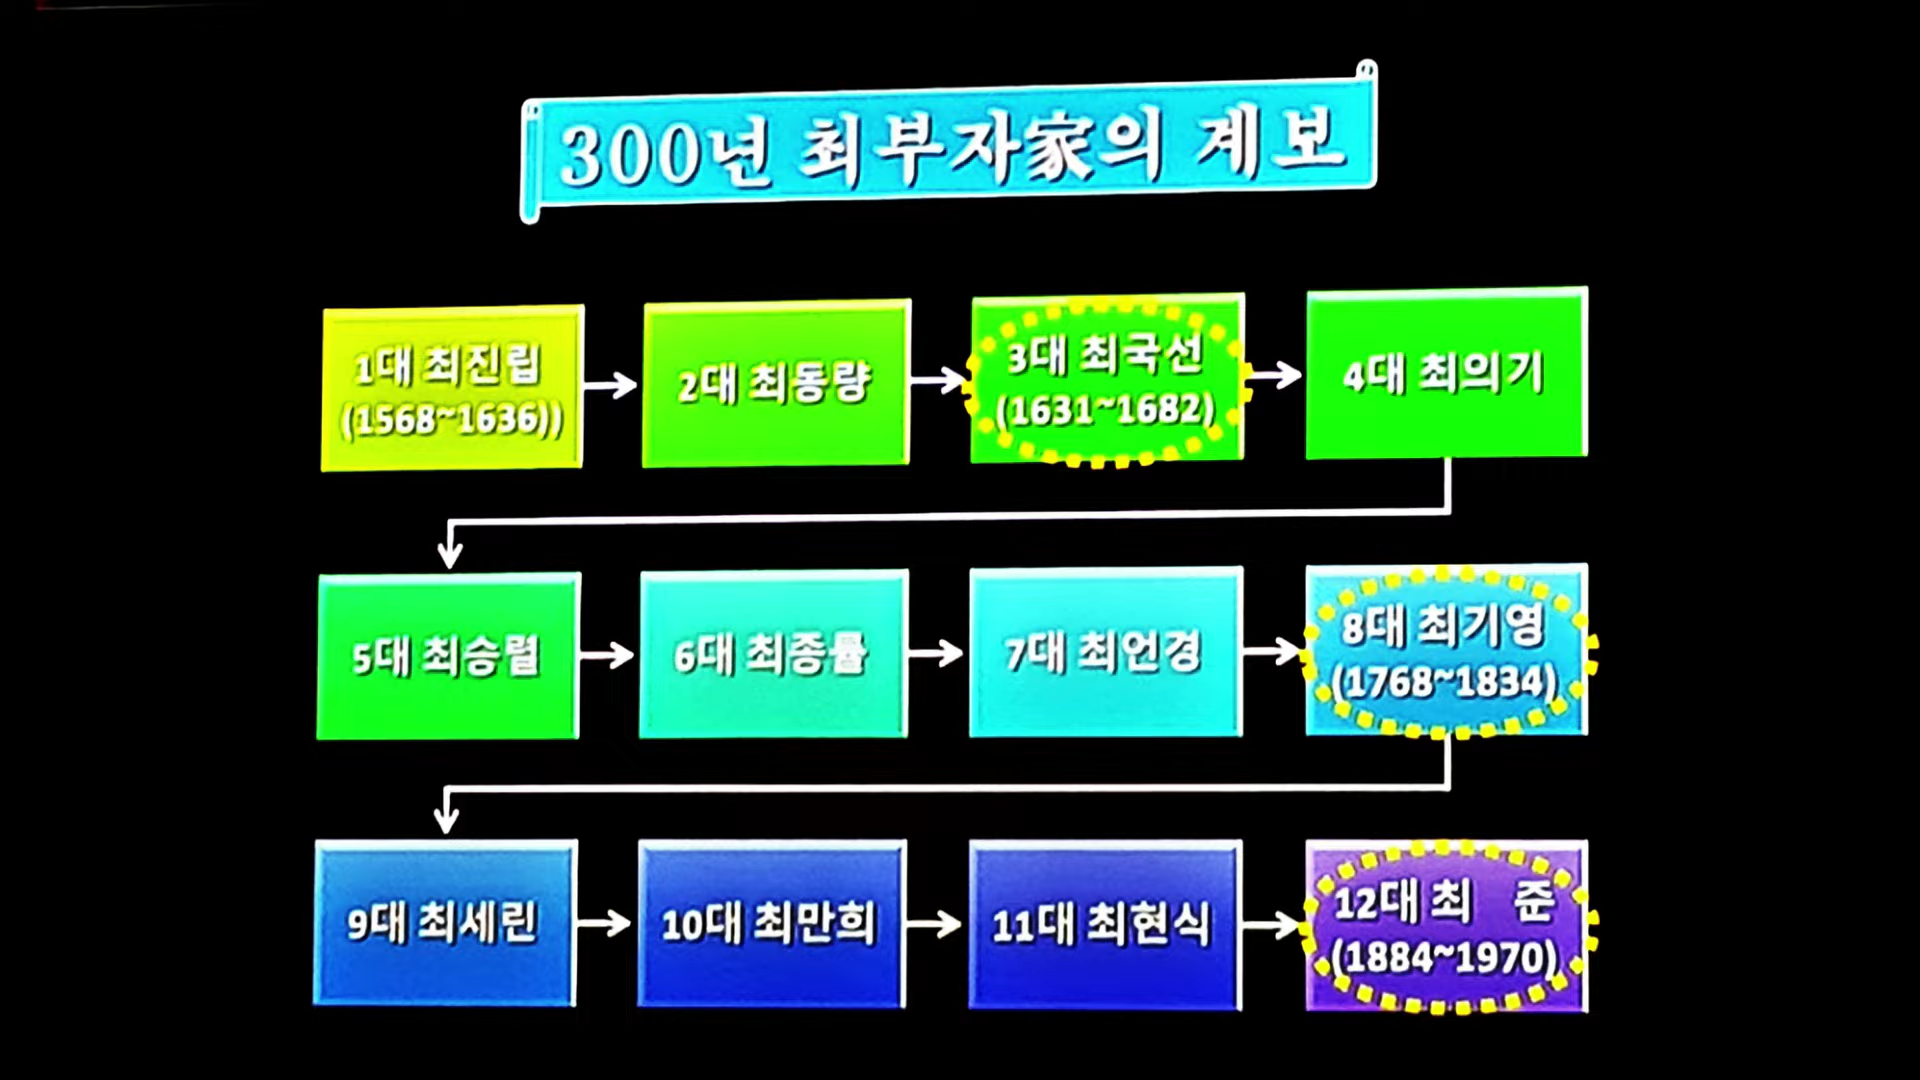 300년 최부자家의 계보
1대 최진립
(1568~1636))
2대 최동량
3대 최국선
(1631~1682)
4대 최의기
5대 최승렬
6대 최종률
7대 최언경
8대 최기영
(1768~1834)
9대 최세린
10대 최만희
11대 최현식
12대 최 준
(1884~1970)